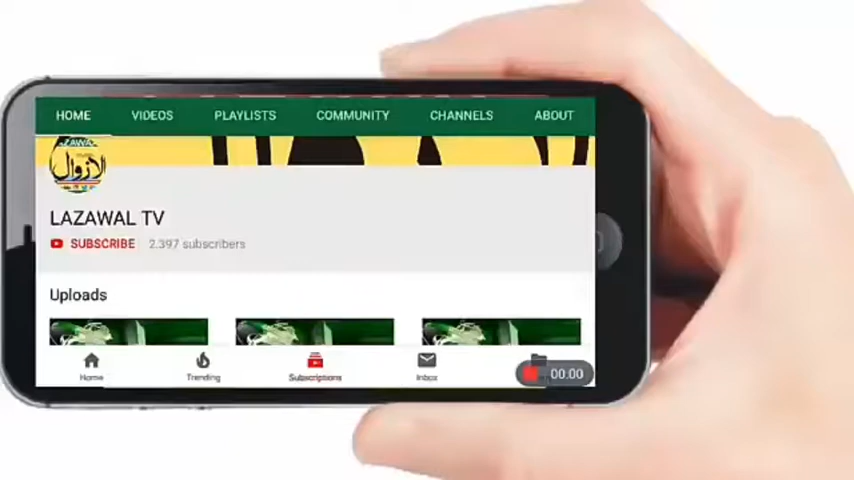 HOME VIDEOS PLAYLISTS COMMUNITY CHANNELS ABOUT
لازوال
LAZAWAL TV
SUBSCRIBE 2,397 subscribers
Uploads
Home Trending Subscriptions Inbox
00:00